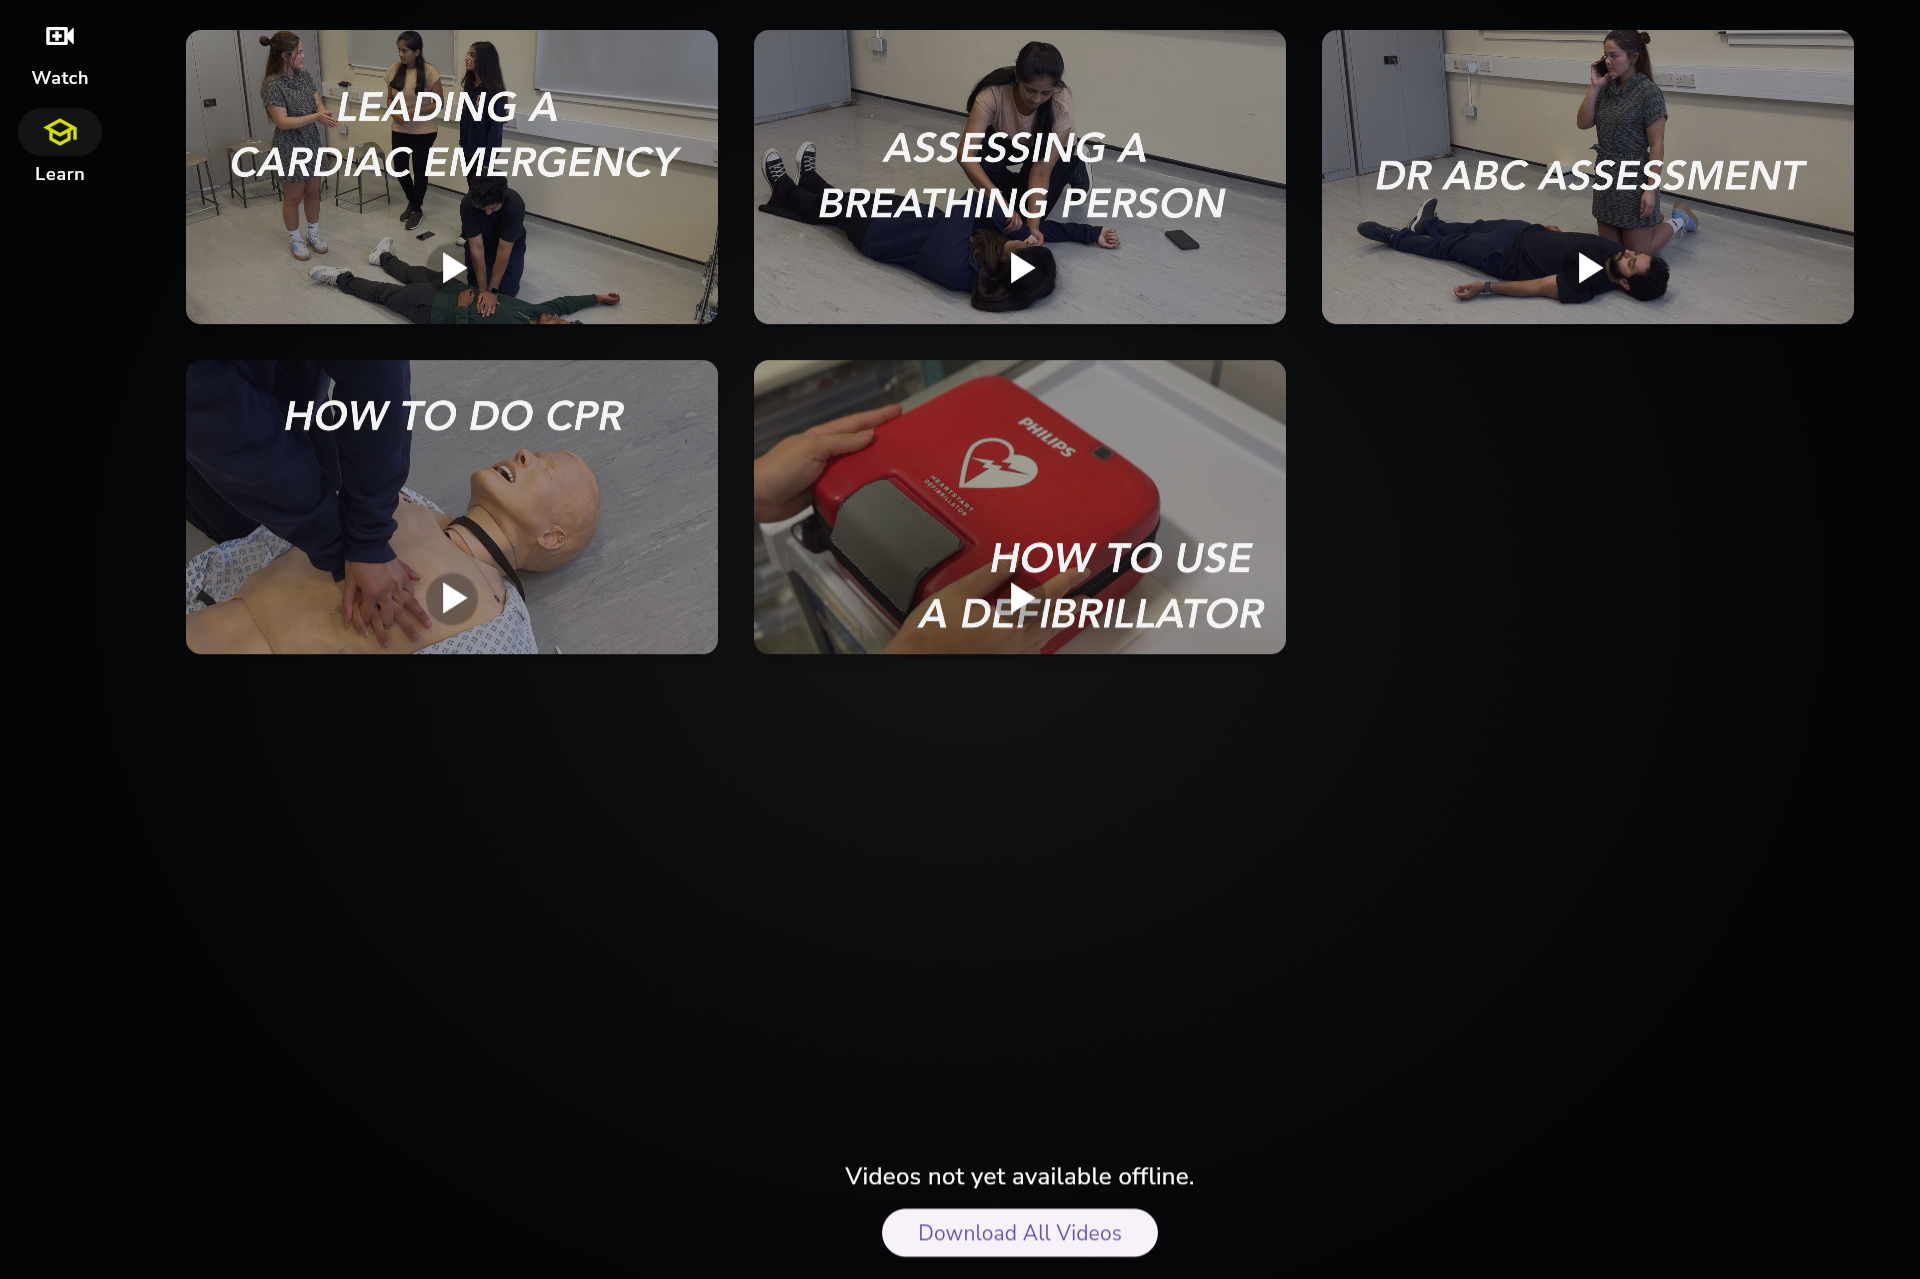 Watch
Learn
LEADING A
CARDIAC EMERGENCY
ASSESSING A
BREATHING PERSON
DR ABC ASSESSMENT
HOW TO DO CPR
PHILIPS
HEARTSTART
DEFIBRILLATOR
HOW TO USE
A DEFIBRILLATOR
Videos not yet available offline.
Download All Videos